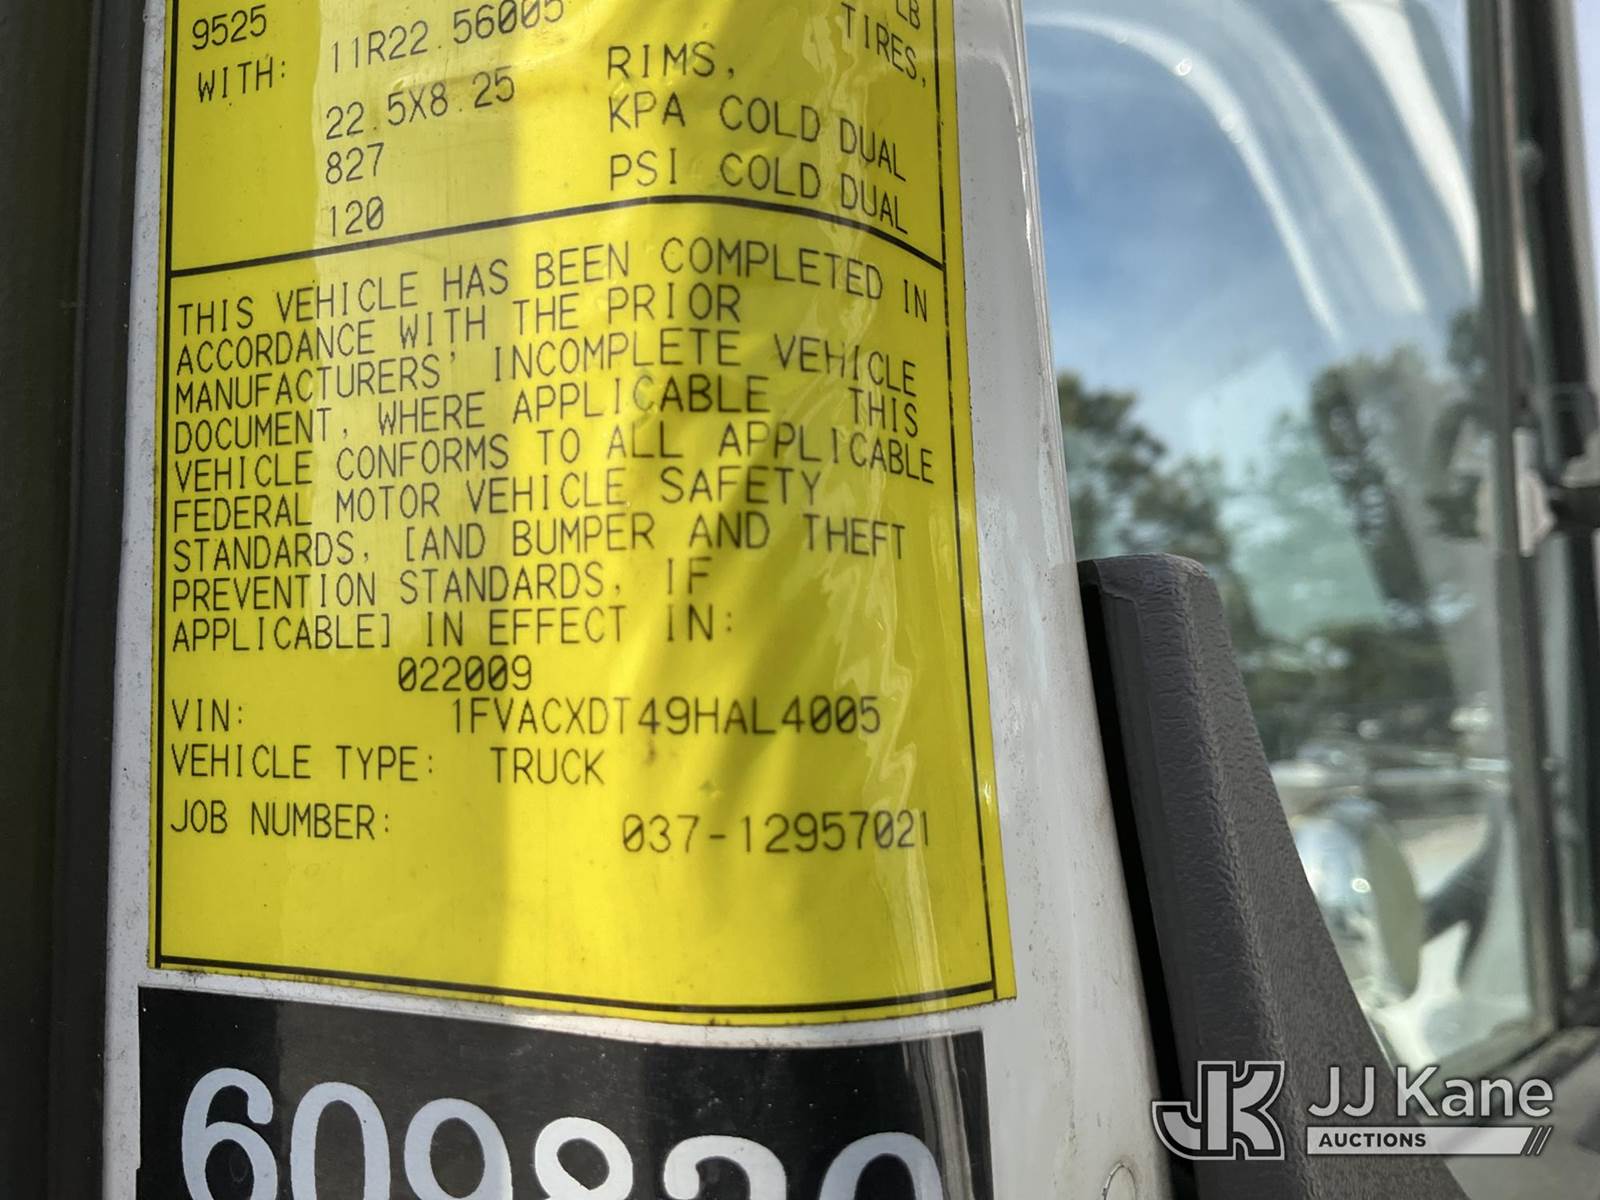 LB
9525 11R22.56005 TIRES,
WITH: 22.5X8.25 RIMS,
827 KPA COLD DUAL
120 PSI COLD DUAL
THIS VEHICLE HAS BEEN COMPLETED IN
ACCORDANCE WITH THE PRIOR
MANUFACTURERS' INCOMPLETE VEHICLE
DOCUMENT, WHERE APPLICABLE THIS
VEHICLE CONFORMS TO ALL APPLICABLE
FEDERAL MOTOR VEHICLE SAFETY
STANDARDS, [AND BUMPER AND THEFT
PREVENTION STANDARDS, IF
APPLICABLE] IN EFFECT IN:
022009
VIN: 1FVACXDT49HAL4005
VEHICLE TYPE: TRUCK
JOB NUMBER: 037-12957021
609820
JK JJ Kane
AUCTIONS